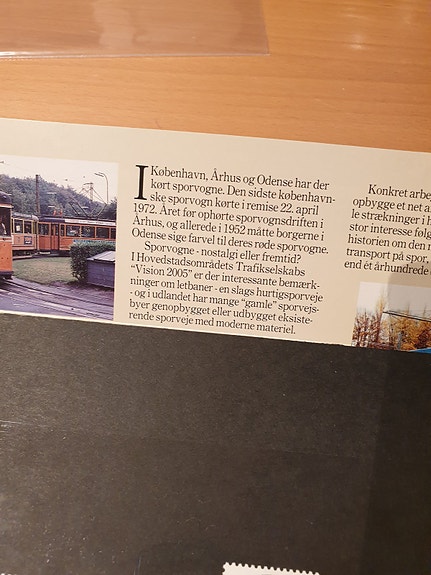 I København, Århus og Odense har der
kørt sporvogne. Den sidste københavn-
ske sporvogn kørte i remise 22. april
1972. Året før ophørte sporvognsdriften i
Århus, og allerede i 1952 måtte borgerne i
Odense sige farvel til deres røde sporvogne.
Sporvogne - nostalgi eller fremtid?
I Hovedstadsområdets Trafikselskabs
"Vision 2005" er der interessante bemærk-
ninger om letbaner - en slags hurtigsporveje
- og i udlandet har mange "gamle" sporvejs-
byer genopbygget eller udbygget eksiste-
rende sporveje med moderne materiel.
Konkret arbe
opbygge et net a
le strækninger i h
stor interesse følg
historien om den r
transport på spor,
end ét århundrede